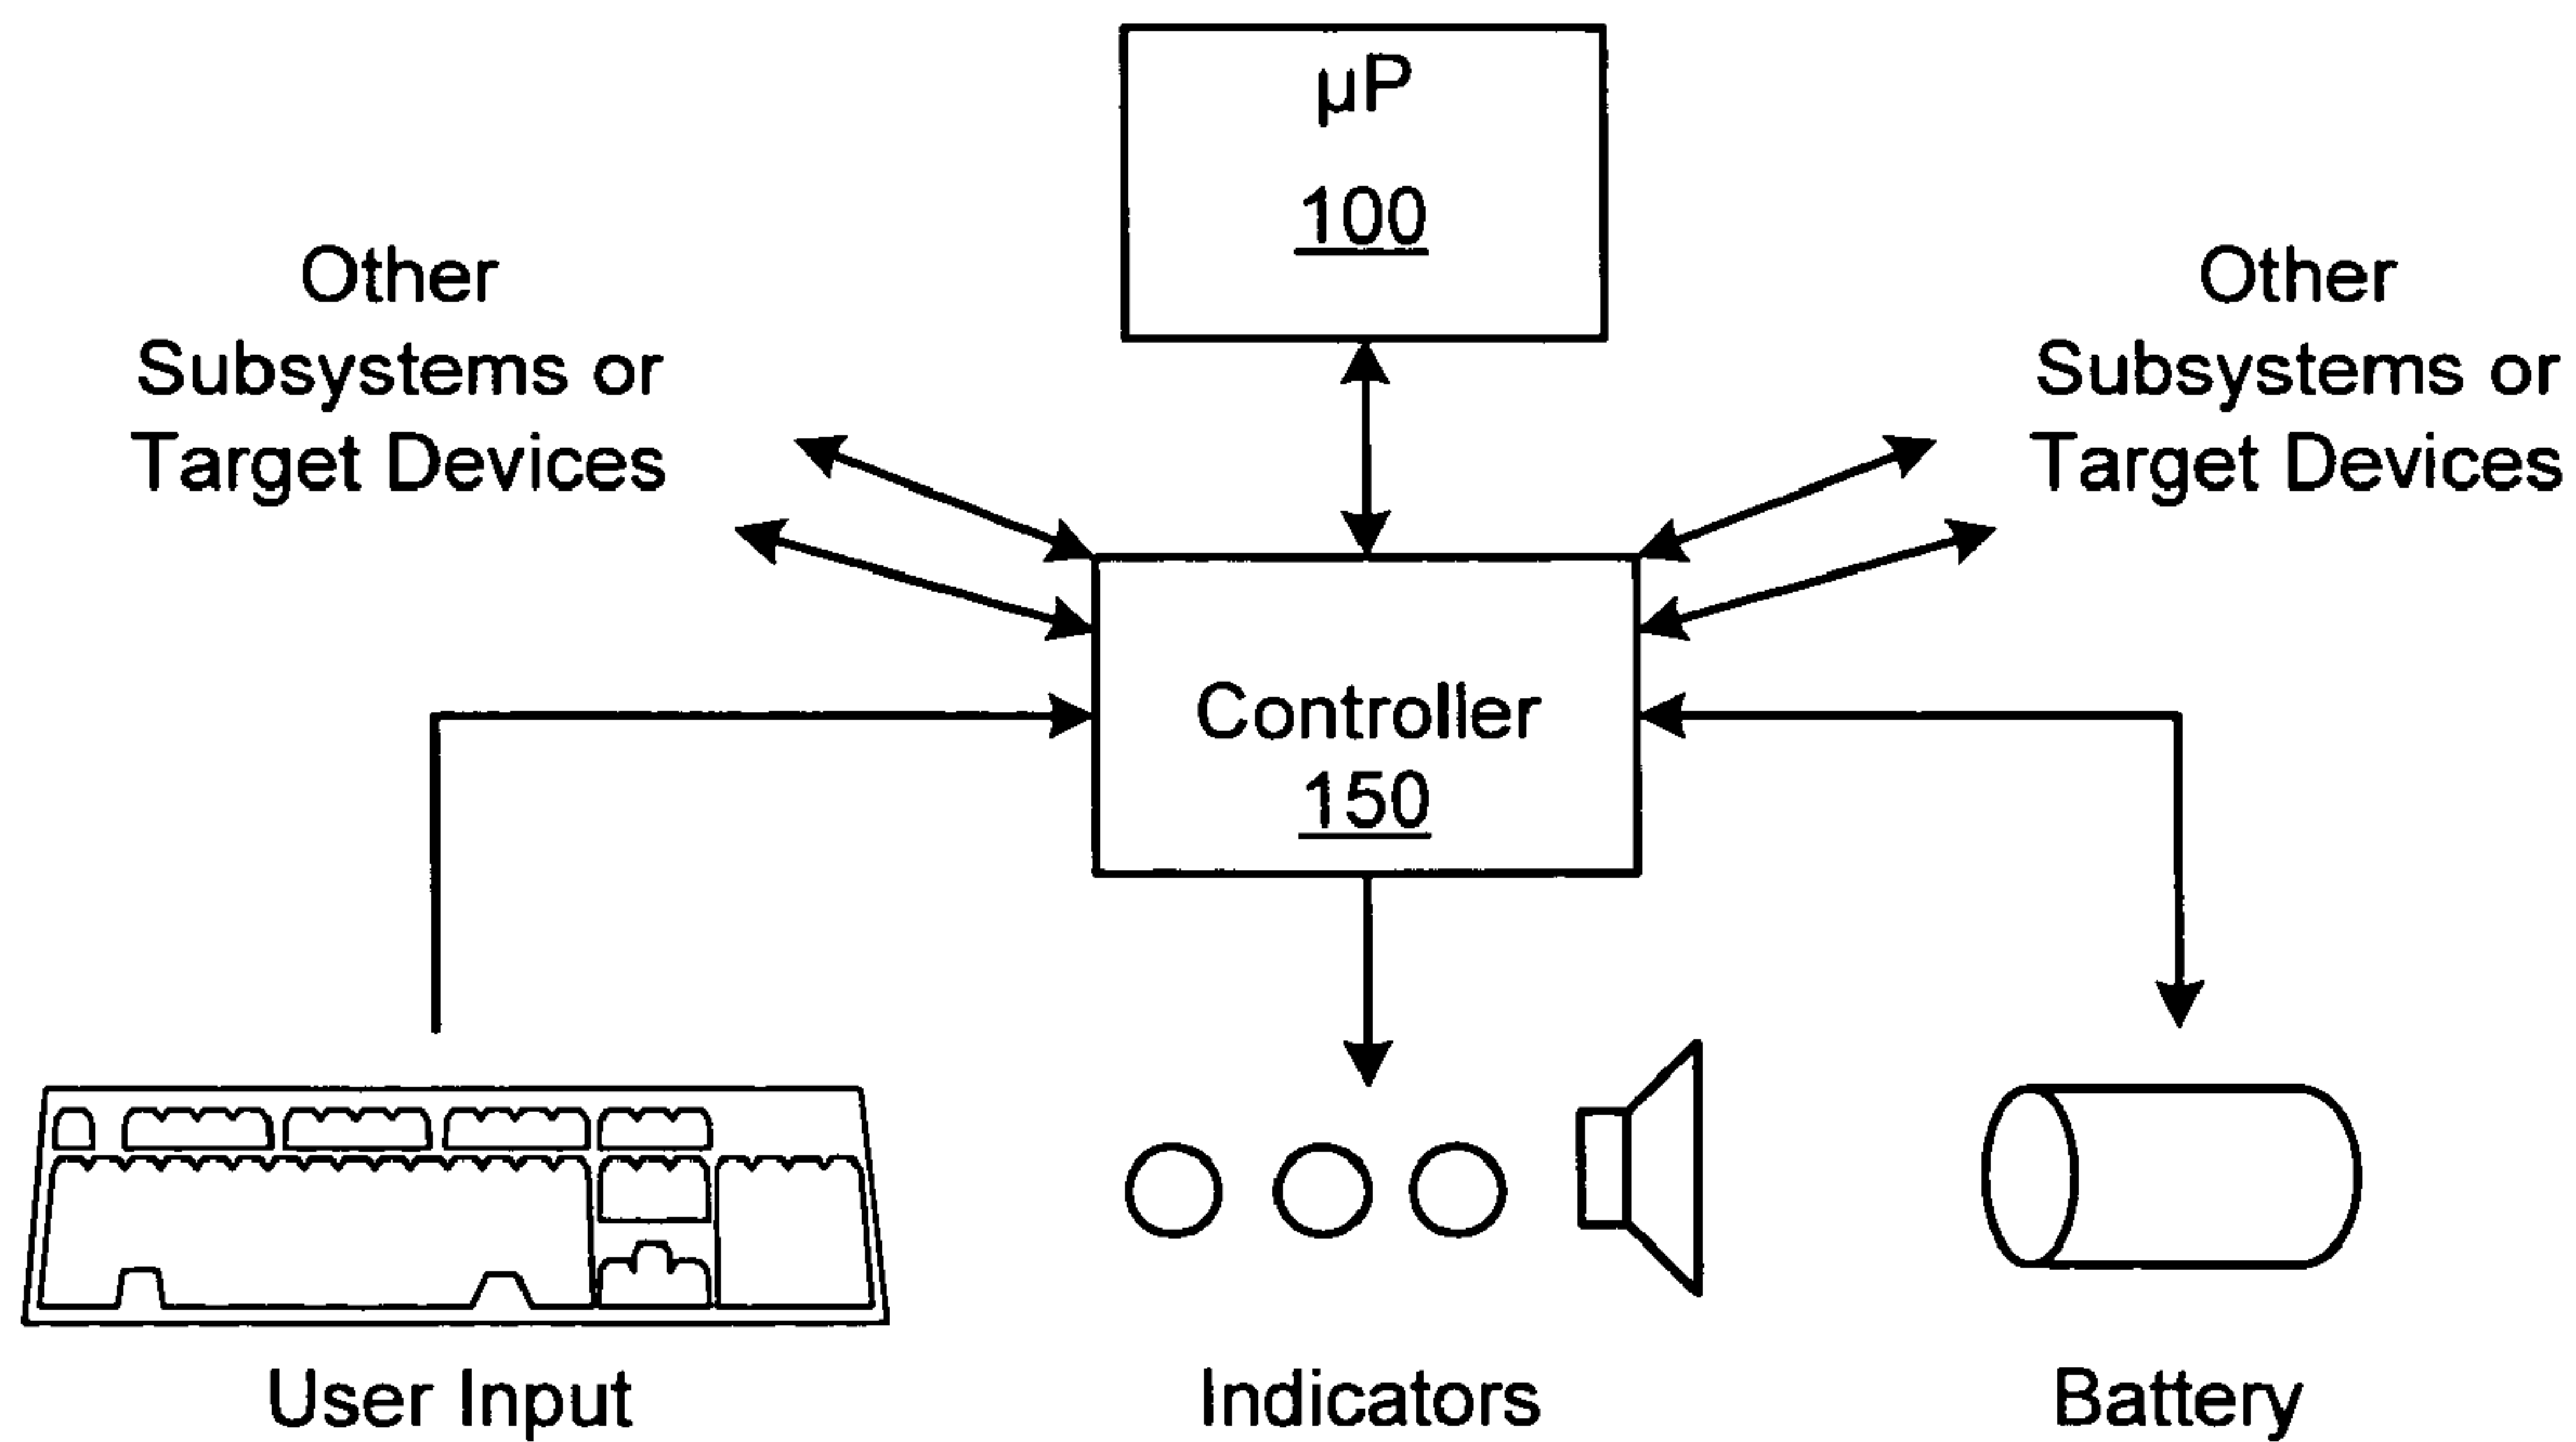 µP
100
Other
Subsystems or
Target Devices
Other
Subsystems or
Target Devices
Controller
150
User Input
Indicators
Battery